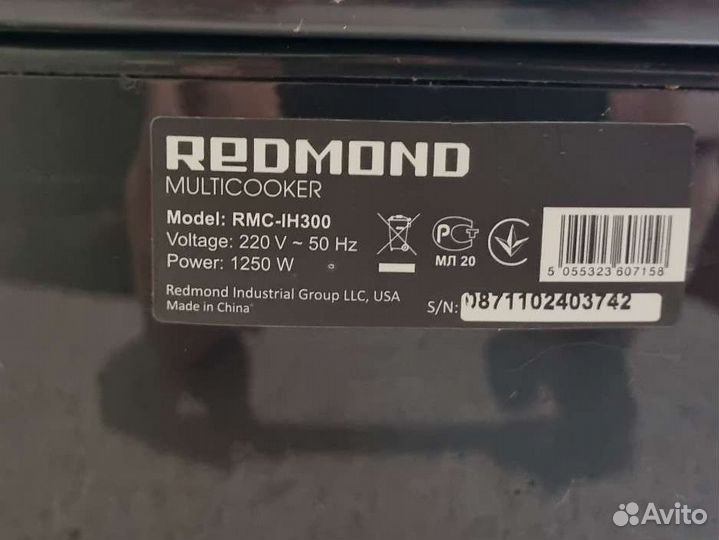 REDMOND
MULTICOOKER
Model: RMC-IH300
Voltage: 220 V ~ 50 Hz
Power: 1250 W
РСТ
МЛ 20
5 055323 607158
Redmond Industrial Group LLC, USA
Made in China
S/N: 0871102403742
Avito